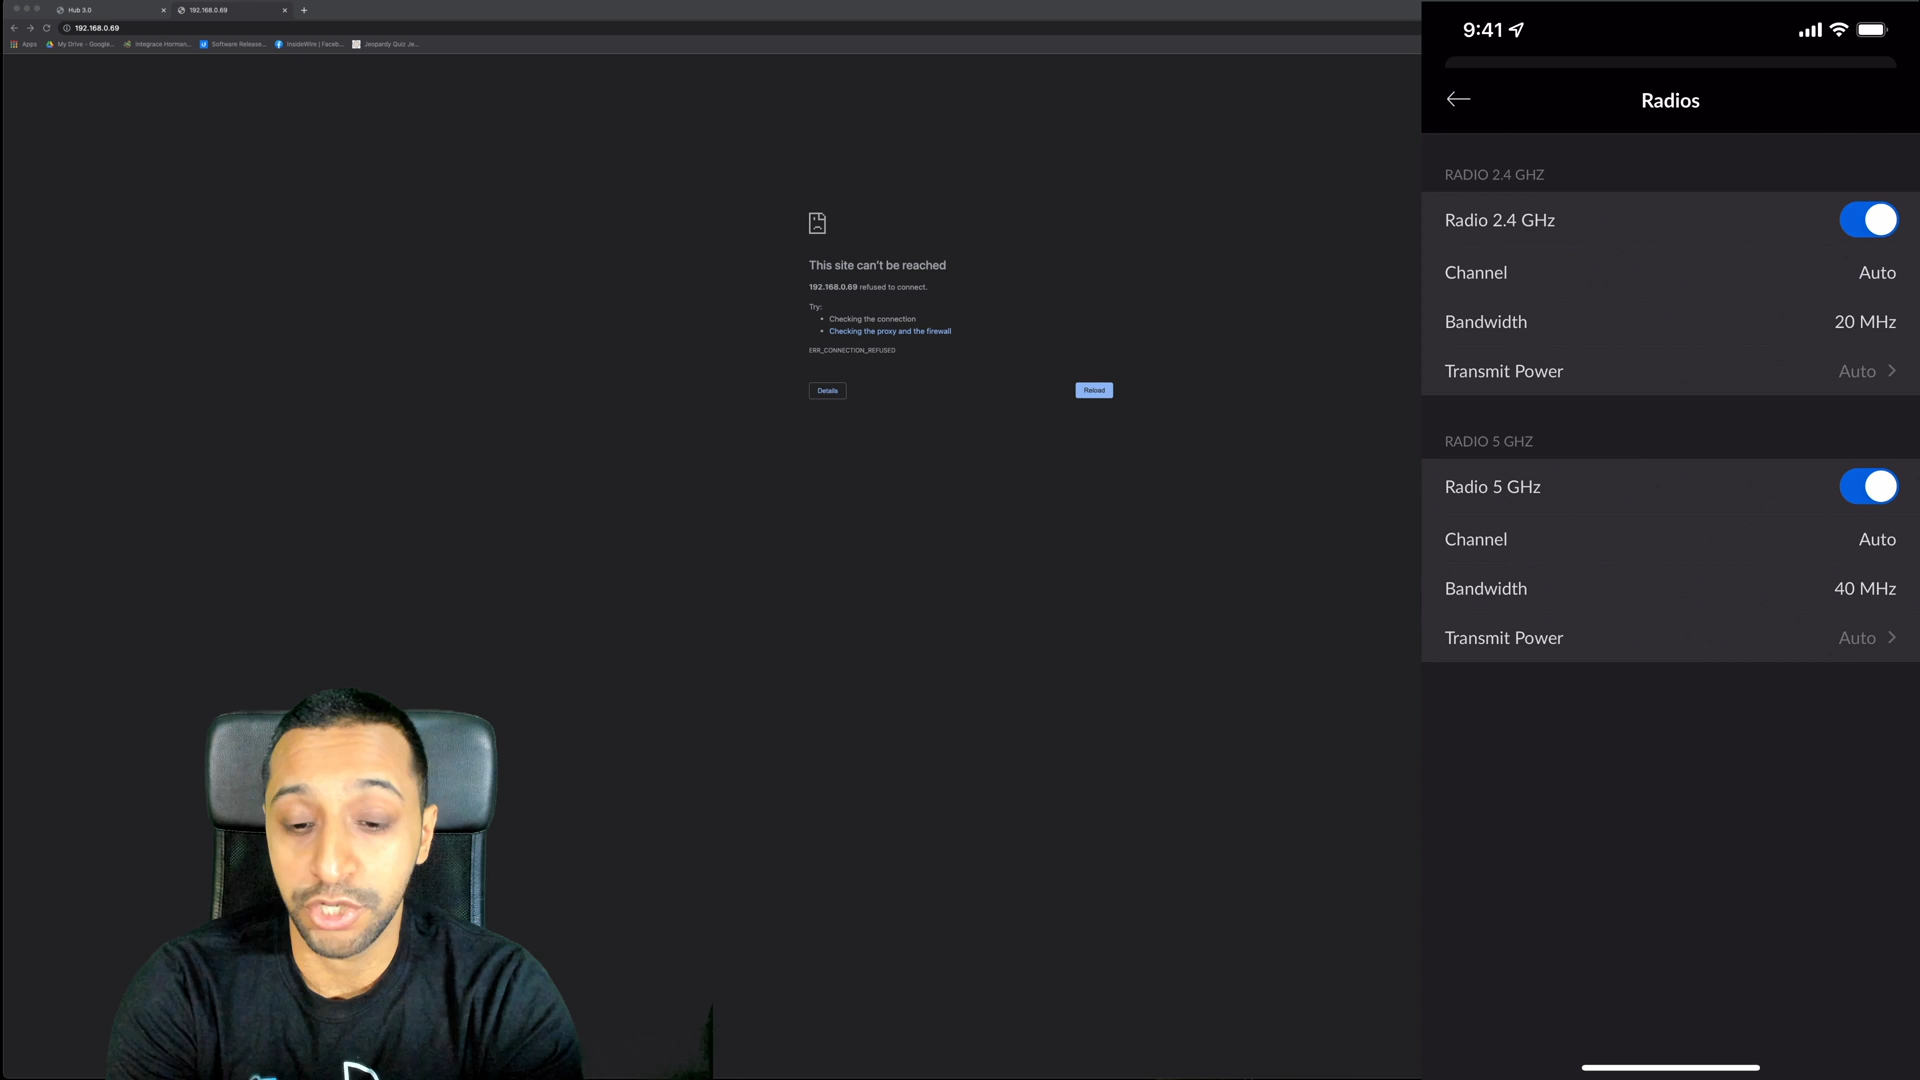 Hub 3.0
192.168.0.69
192.168.0.69
Apps
My Drive - Google...
Integrace Horman...
Software Release...
InsideWire | Faceb...
Jeopardy Quiz Je...
This site can't be reached
192.168.0.69 refused to connect.
Try:
• Checking the connection
• Checking the proxy and the firewall
ERR_CONNECTION_REFUSED
Details
Reload
9:41
Radios
RADIO 2.4 GHZ
Radio 2.4 GHz
Channel Auto
Bandwidth 20 MHz
Transmit Power Auto
RADIO 5 GHZ
Radio 5 GHz
Channel Auto
Bandwidth 40 MHz
Transmit Power Auto